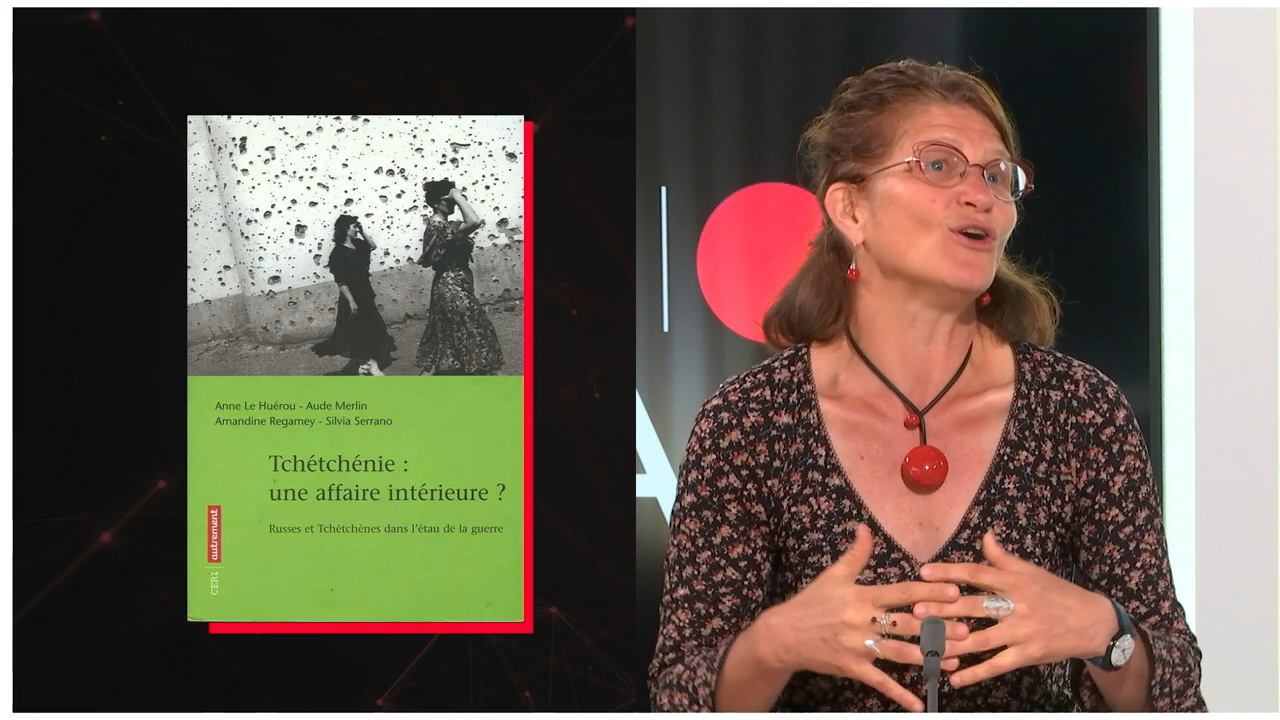 Anne Le Huérou - Aude Merlin
Amandine Regamey - Silvia Serrano
Tchétchénie :
une affaire intérieure ?
Russes et Tchétchènes dans l'étau de la guerre
autrement
CERI
A